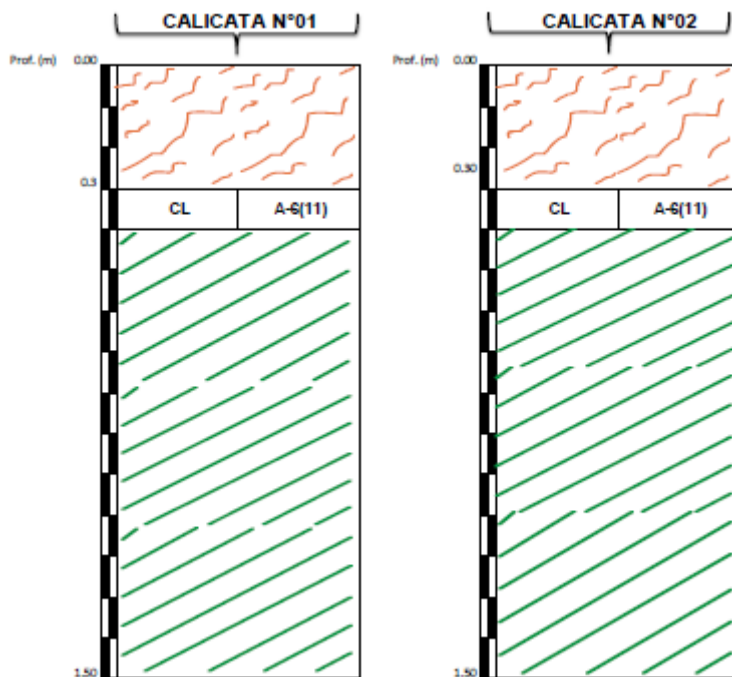 CALICATA N°01
Prof. (m) 0.00
0.3
CL A-6(11)
1.50
CALICATA N°02
Prof. (m) 0.00
0.30
CL A-6(11)
1.50